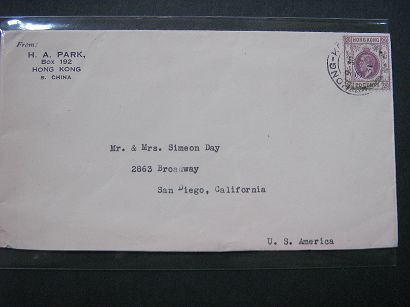 From:
H. A. PARK,
BOX 192
HONG KONG
S. CHINA
HONG KONG
HONG-K
Mr. & Mrs. Simeon Day
2863 Broadway
San Diego, California
U. S. America